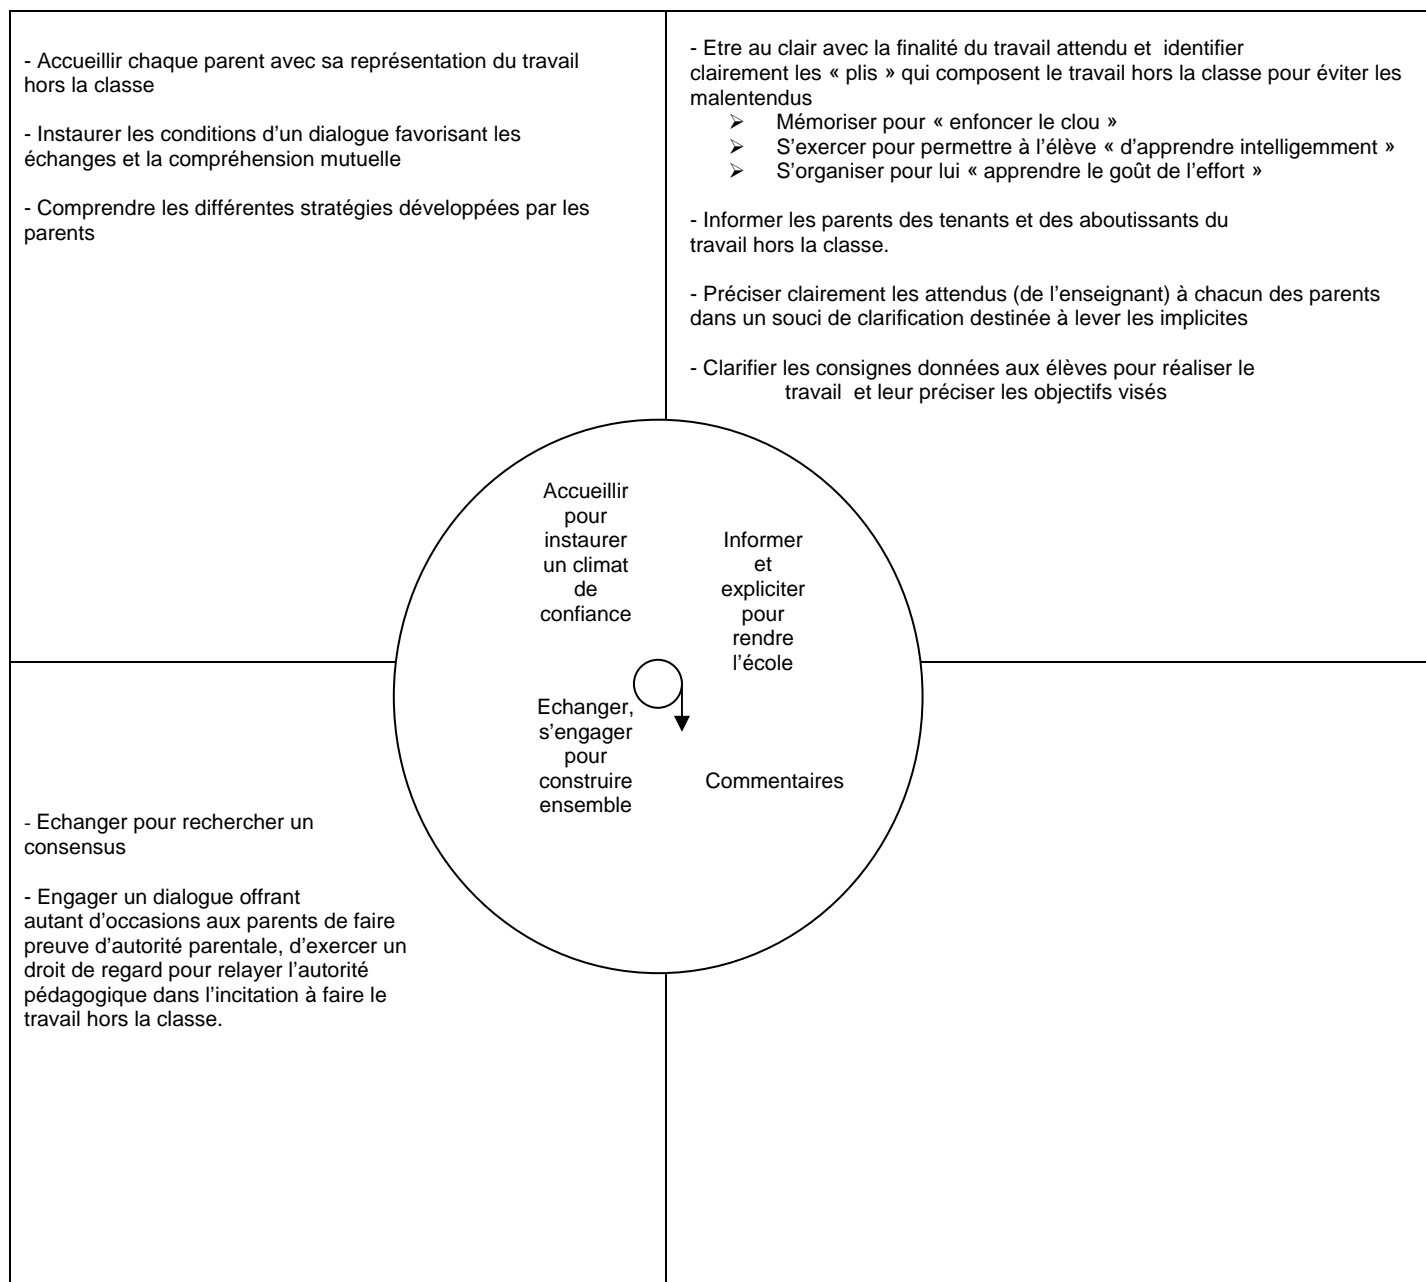 - Accueillir chaque parent avec sa représentation du travail
hors la classe
- Instaurer les conditions d’un dialogue favorisant les
échanges et la compréhension mutuelle
- Comprendre les différentes stratégies développées par les
parents
- Etre au clair avec la finalité du travail attendu et  identifier
clairement les « plis » qui composent le travail hors la classe pour éviter les
malentendus
➢ Mémoriser pour « enfoncer le clou »
➢ S’exercer pour permettre à l’élève « d’apprendre intelligemment »
➢ S’organiser pour lui « apprendre le goût de l’effort »
- Informer les parents des tenants et des aboutissants du
travail hors la classe.
- Préciser clairement les attendus (de l’enseignant) à chacun des parents
dans un souci de clarification destinée à lever les implicites
- Clarifier les consignes données aux élèves pour réaliser le
travail  et leur préciser les objectifs visés
Accueillir
pour
instaurer
un climat
de
confiance
Informer
et
expliciter
pour
rendre
l’école
Echanger,
s’engager
pour
construire
ensemble
Commentaires
- Echanger pour rechercher un
consensus
- Engager un dialogue offrant
autant d’occasions aux parents de faire
preuve d’autorité parentale, d’exercer un
droit de regard pour relayer l’autorité
pédagogique dans l’incitation à faire le
travail hors la classe.